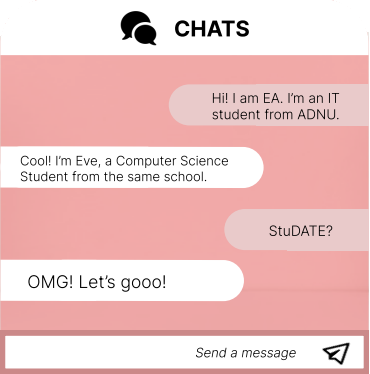 CHATS
Hi! I am EA. I’m an IT
student from ADNU.
Cool! I’m Eve, a Computer Science
Student from the same school.
StuDATE?
OMG! Let’s gooo!
Send a message